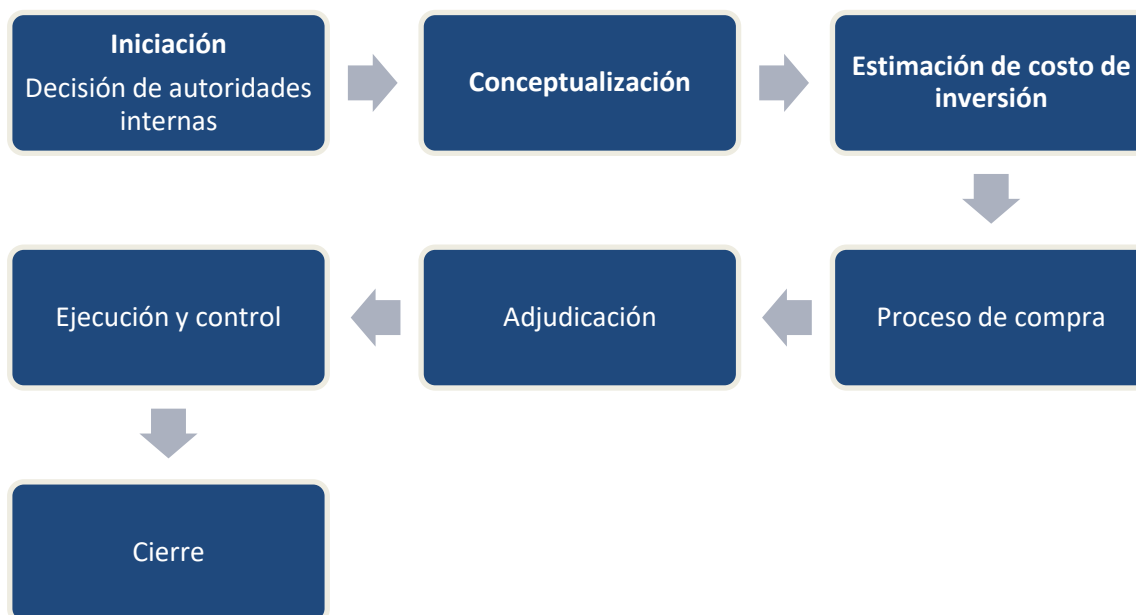 Iniciación
Decisión de autoridades
internas
Conceptualización
Estimación de costo de
inversión
Proceso de compra
Adjudicación
Ejecución y control
Cierre